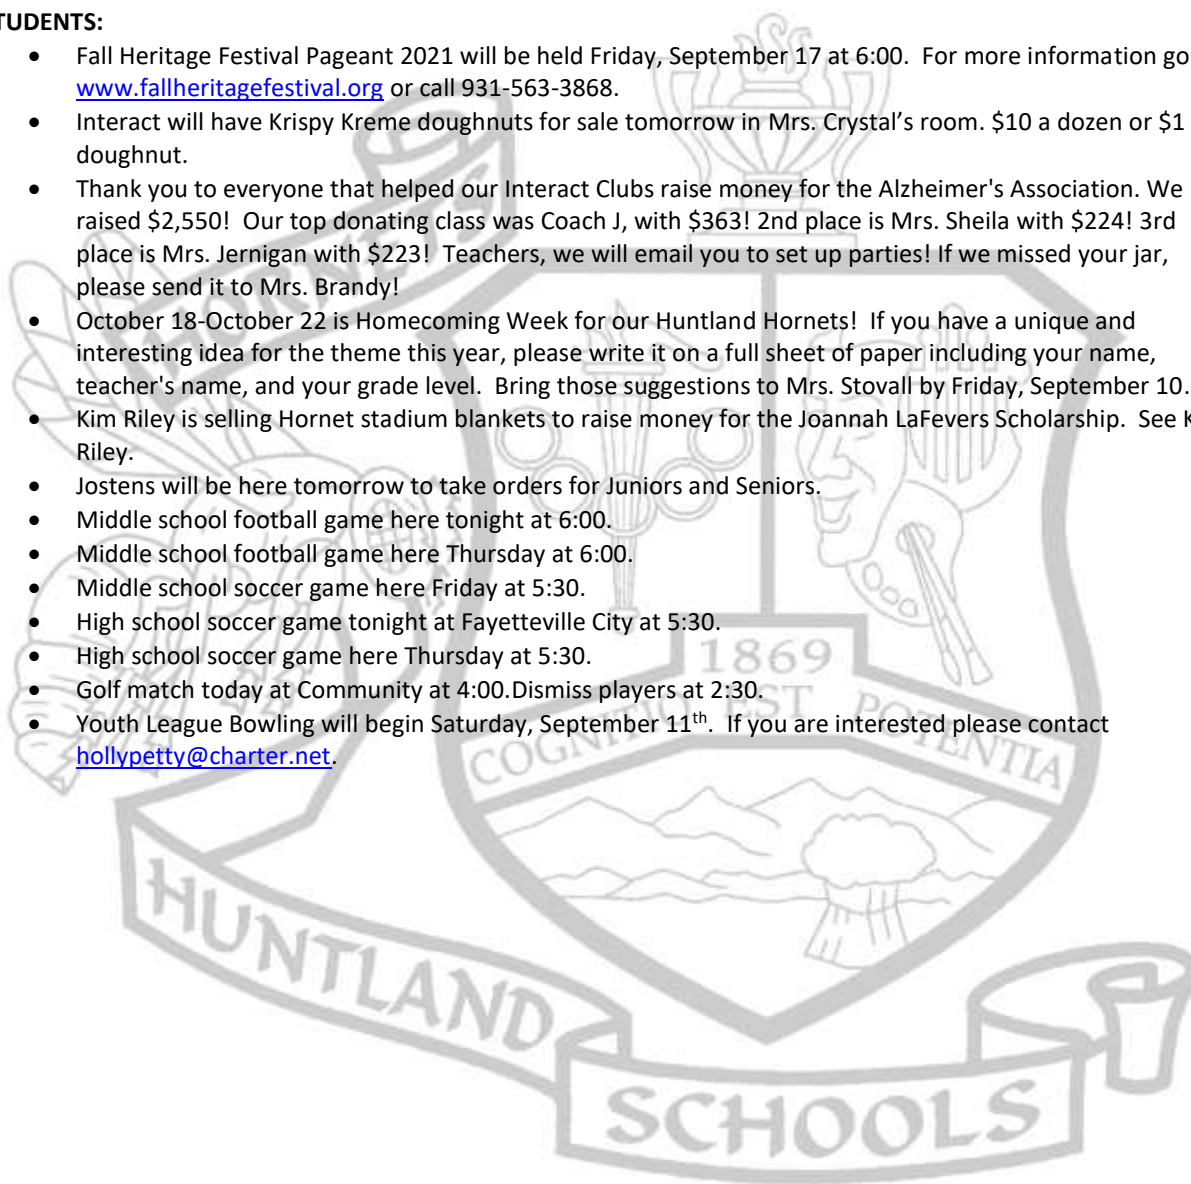 TUDENTS:
• Fall Heritage Festival Pageant 2021 will be held Friday, September 17 at 6:00.  For more information go
www.fallheritagefestival.org or call 931-563-3868.
• Interact will have Krispy Kreme doughnuts for sale tomorrow in Mrs. Crystal’s room. $10 a dozen or $1
doughnut.
• Thank you to everyone that helped our Interact Clubs raise money for the Alzheimer's Association. We
raised $2,550!  Our top donating class was Coach J, with $363! 2nd place is Mrs. Sheila with $224! 3rd
place is Mrs. Jernigan with $223!  Teachers, we will email you to set up parties! If we missed your jar,
please send it to Mrs. Brandy!
• October 18-October 22 is Homecoming Week for our Huntland Hornets!  If you have a unique and
interesting idea for the theme this year, please write it on a full sheet of paper including your name,
teacher's name, and your grade level.  Bring those suggestions to Mrs. Stovall by Friday, September 10.
• Kim Riley is selling Hornet stadium blankets to raise money for the Joannah LaFevers Scholarship.  See K
Riley.
• Jostens will be here tomorrow to take orders for Juniors and Seniors.
• Middle school football game here tonight at 6:00.
• Middle school football game here Thursday at 6:00.
• Middle school soccer game here Friday at 5:30.
• High school soccer game tonight at Fayetteville City at 5:30.
• High school soccer game here Thursday at 5:30.
• Golf match today at Community at 4:00.Dismiss players at 2:30.
• Youth League Bowling will begin Saturday, September 11th.  If you are interested please contact
hollypetty@charter.net.
HORNETS
1869
COGNITIO EST POTENTIA
HUNTLAND
SCHOOLS